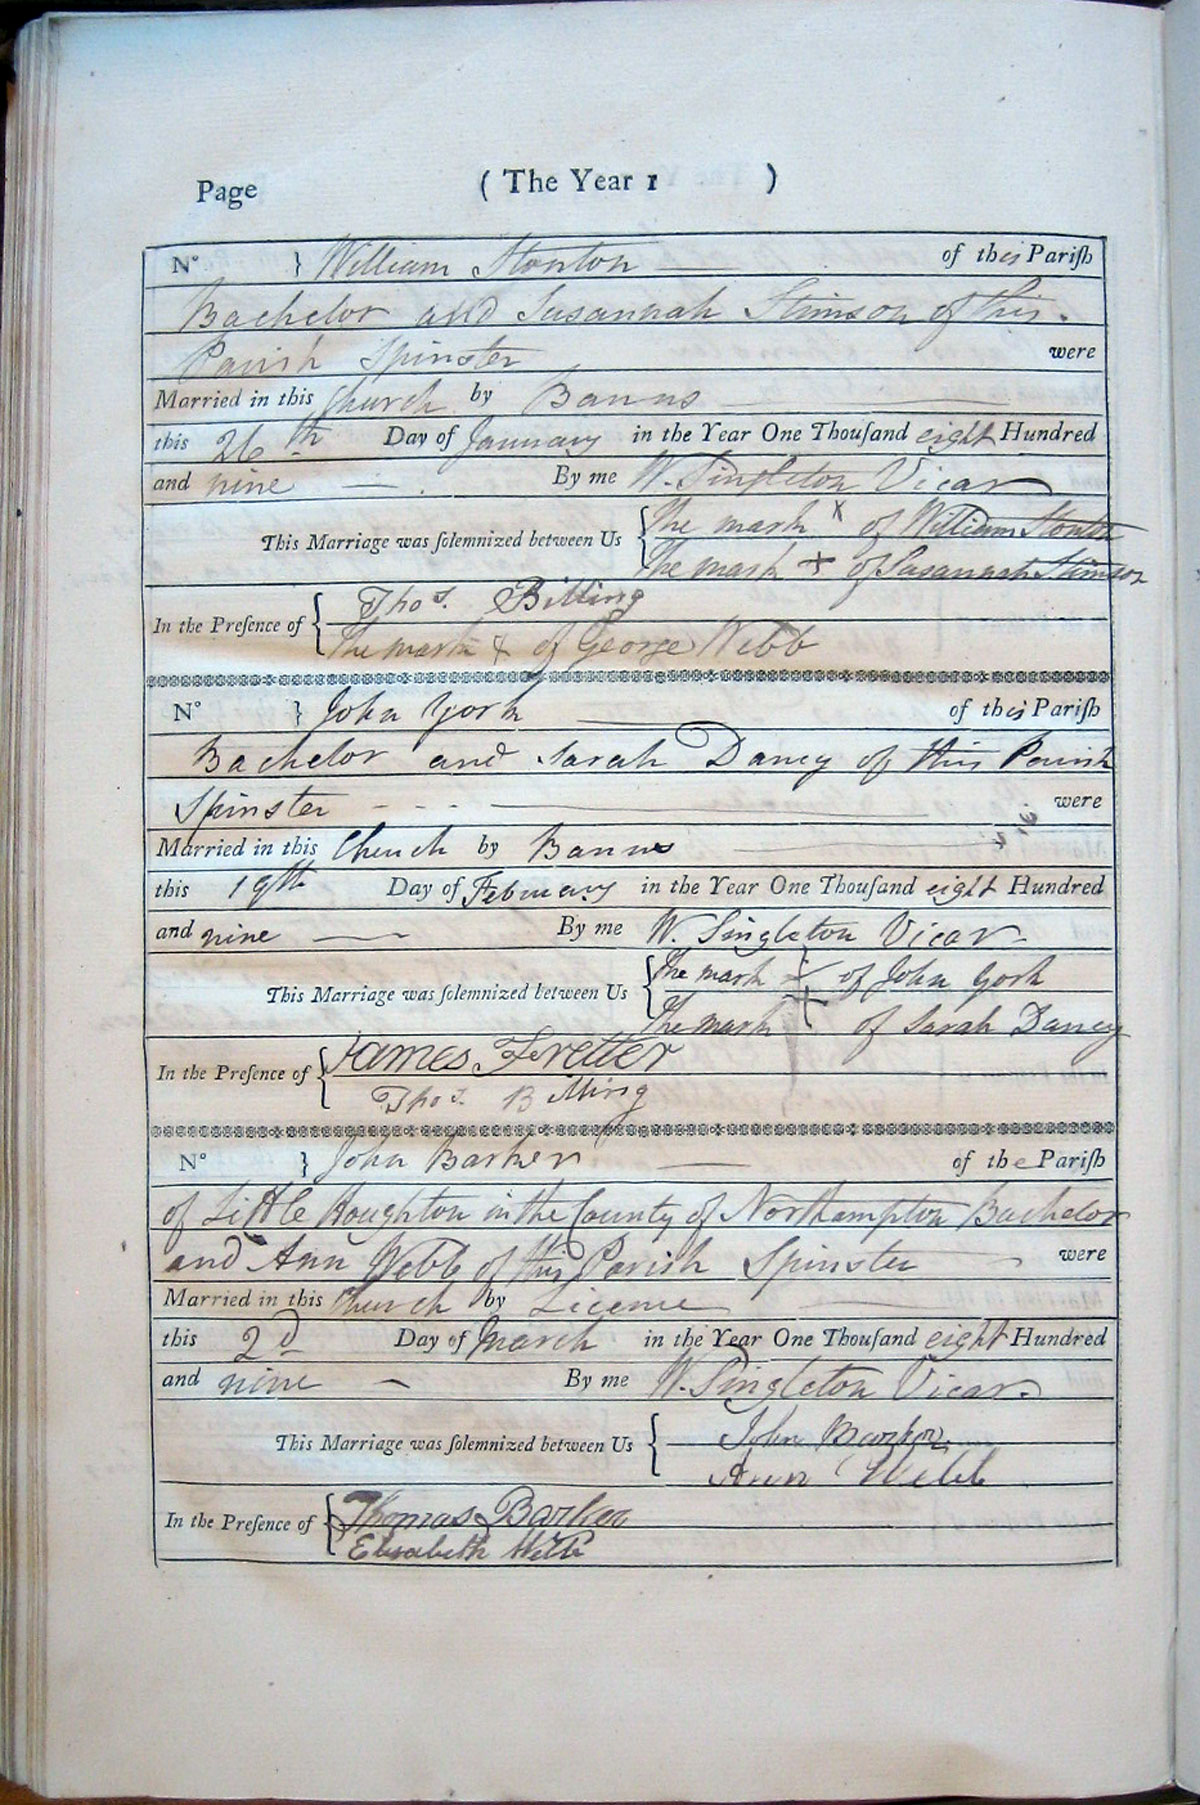 Page (The Year 1 )
No } William Stonton of this Pariſh
Bachelor and Susannah Stimson of this
Parish Spinster were
Married in this Church by Banns
this 26th Day of January in the Year One Thouſand eight Hundred
and nine By me W. Singleton Vicar
This Marriage was ſolemnized between Us { The mark X of William Stonton
The mark + of Susannah Stimson
In the Preſence of { Thos. Billing
The mark + of George Webb
No } John York of this Pariſh
Bachelor and Sarah Dancy of this Parish
Spinster were
Married in this Church by Banns
this 19th Day of February in the Year One Thouſand eight Hundred
and nine By me W. Singleton Vicar
This Marriage was ſolemnized between Us { The mark + of John York
The mark + of Sarah Dancy
In the Preſence of { James Fretter
Thos. Billing
No } John Barker of the Pariſh
of Little Houghton in the County of Northampton Bachelor
and Ann Webb of this Parish Spinster were
Married in this Church by License
this 2d Day of March in the Year One Thouſand eight Hundred
and nine By me W. Singleton Vicar
This Marriage was ſolemnized between Us { John Barker
Ann Webb
In the Preſence of { Thomas Barker
Elisabeth Webb